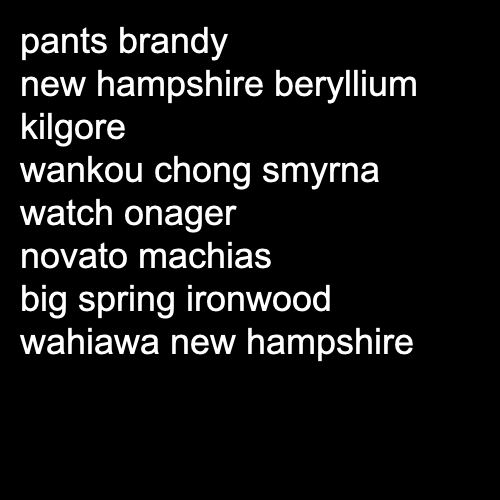 pants brandy
new hampshire beryllium
kilgore
wankou chong smyrna
watch onager
novato machias
big spring ironwood
wahiawa new hampshire